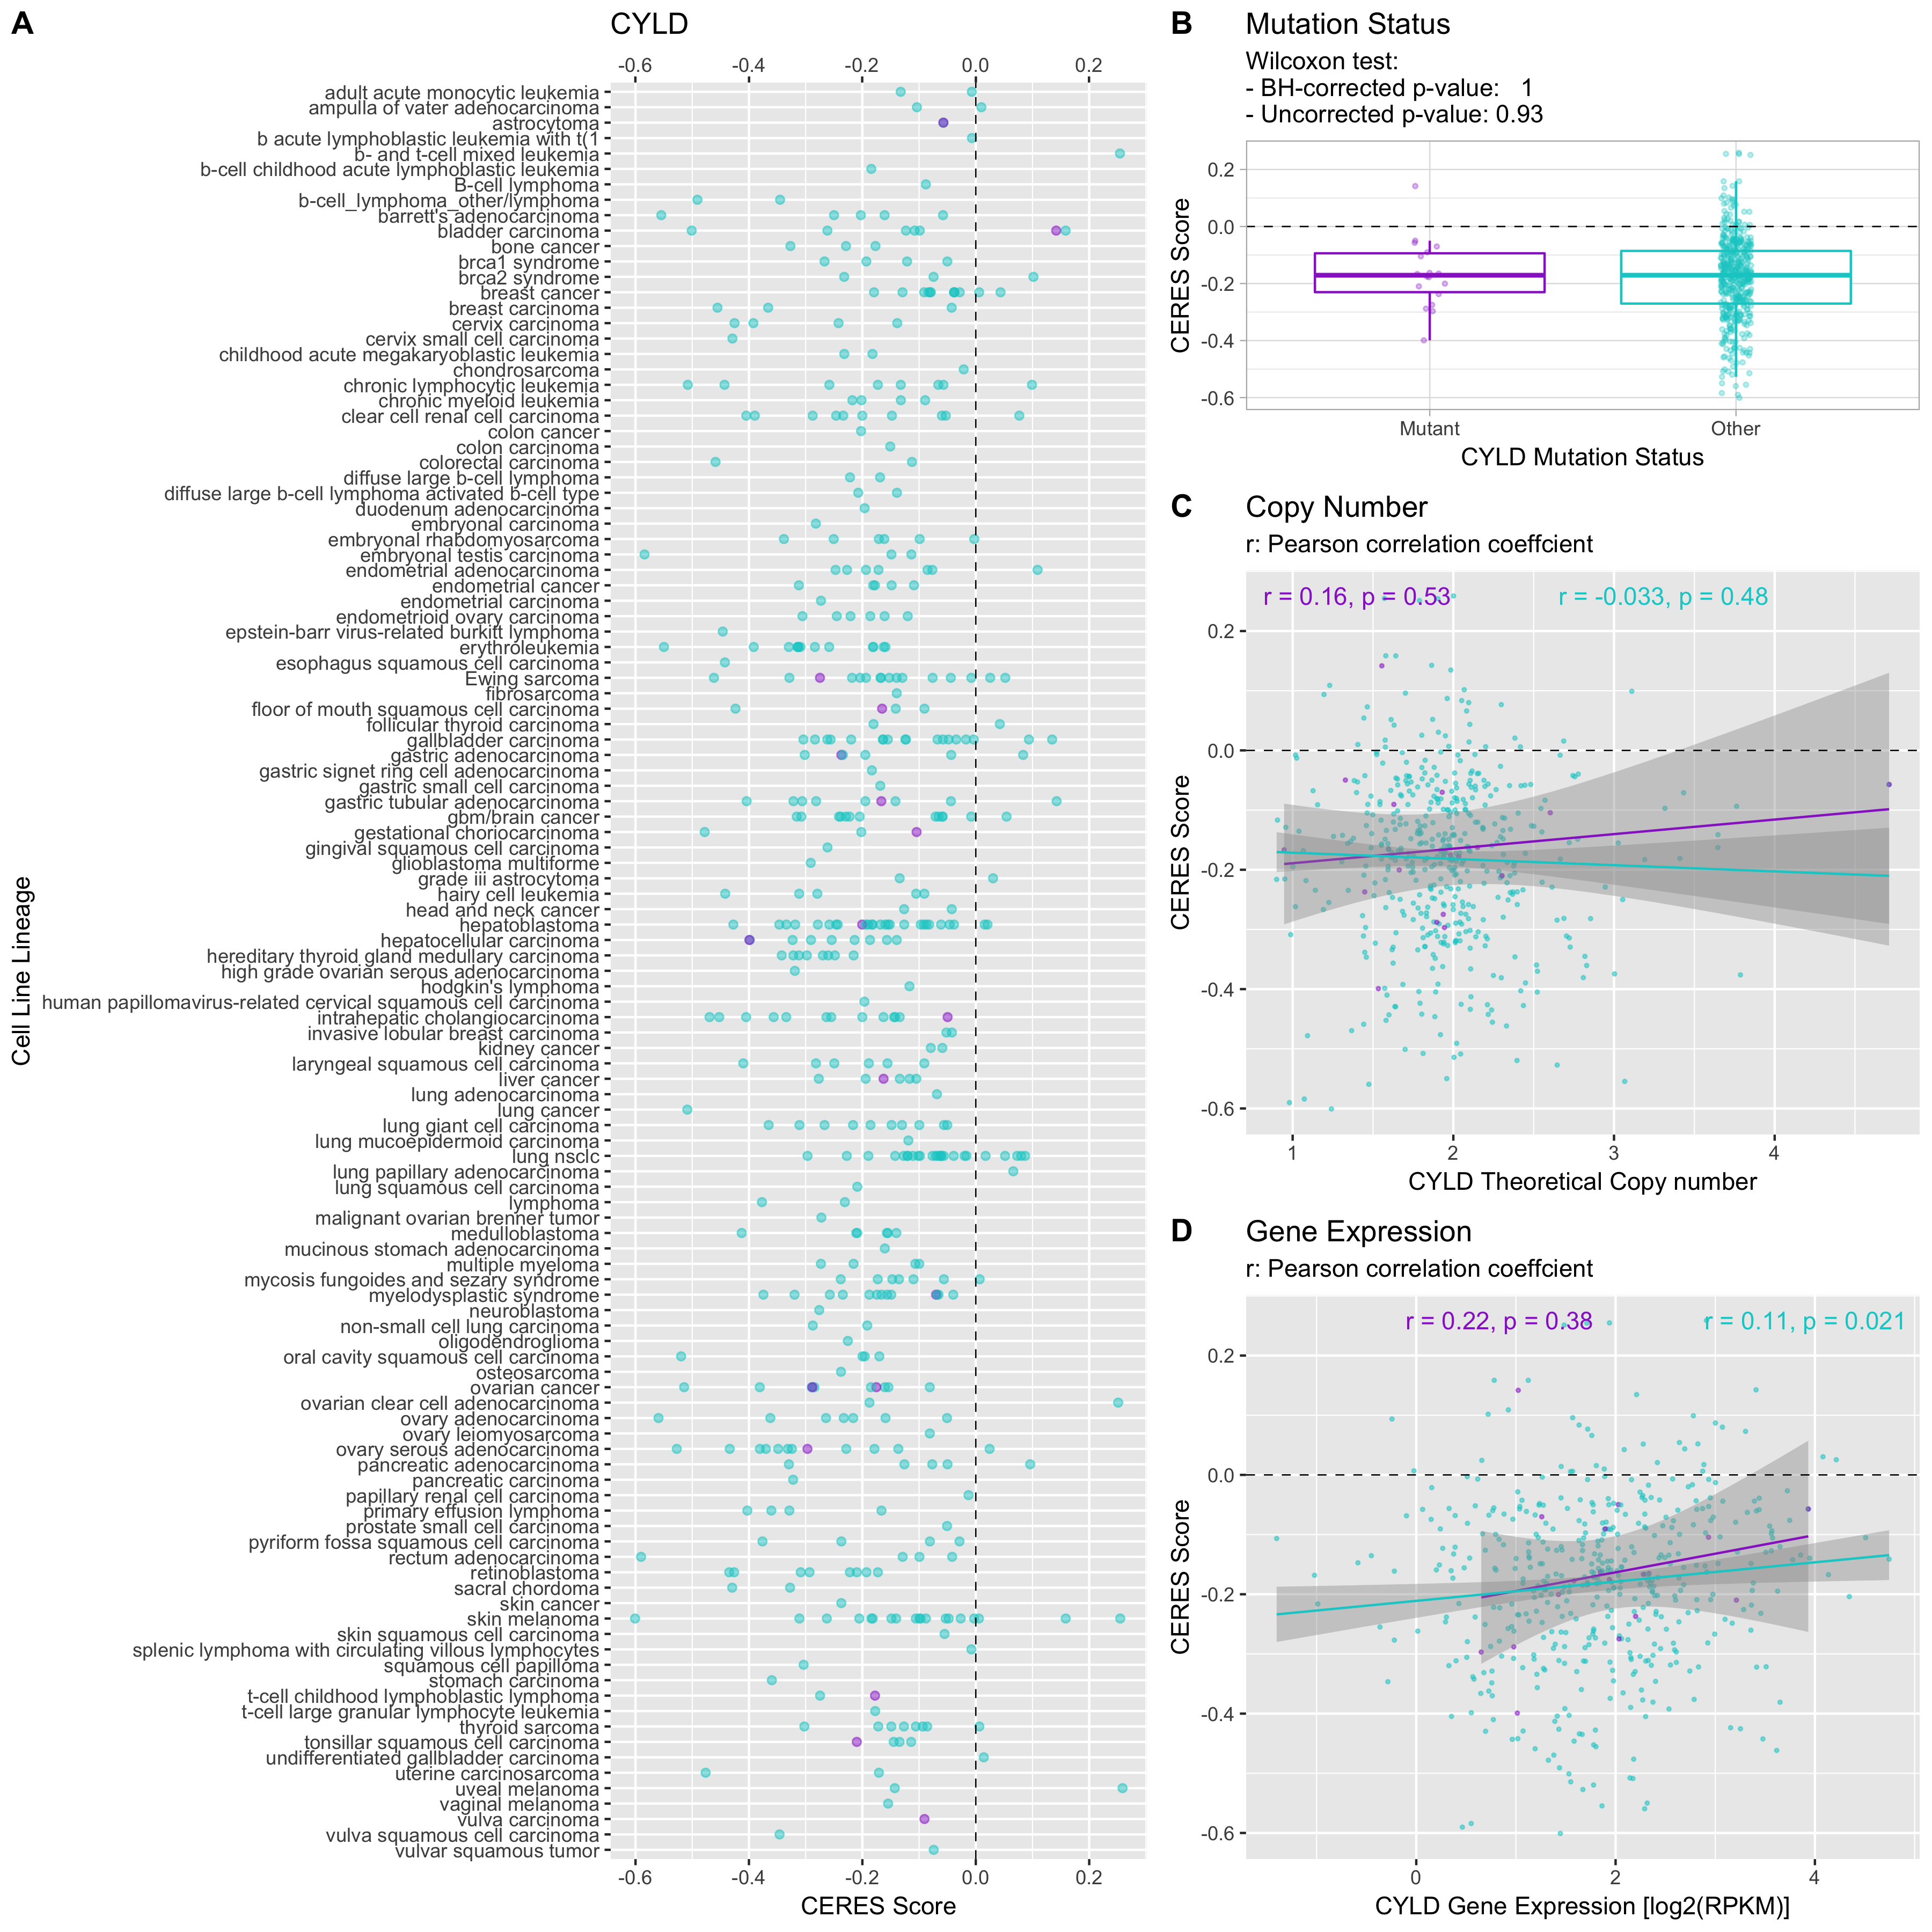 A
CYLD
-0.6 -0.4 -0.2 0.0 0.2
adult acute monocytic leukemia
ampulla of vater adenocarcinoma
astrocytoma
b acute lymphoblastic leukemia with t(1
b- and t-cell mixed leukemia
b-cell childhood acute lymphoblastic leukemia
B-cell lymphoma
b-cell_lymphoma_other/lymphoma
barrett's adenocarcinoma
bladder carcinoma
bone cancer
brca1 syndrome
brca2 syndrome
breast cancer
breast carcinoma
cervix carcinoma
cervix small cell carcinoma
childhood acute megakaryoblastic leukemia
chondrosarcoma
chronic lymphocytic leukemia
chronic myeloid leukemia
clear cell renal cell carcinoma
colon cancer
colon carcinoma
colorectal carcinoma
diffuse large b-cell lymphoma
diffuse large b-cell lymphoma activated b-cell type
duodenum adenocarcinoma
embryonal carcinoma
embryonal rhabdomyosarcoma
embryonal testis carcinoma
endometrial adenocarcinoma
endometrial cancer
endometrial carcinoma
endometrioid ovary carcinoma
epstein-barr virus-related burkitt lymphoma
erythroleukemia
esophagus squamous cell carcinoma
Ewing sarcoma
fibrosarcoma
floor of mouth squamous cell carcinoma
follicular thyroid carcinoma
gallbladder carcinoma
gastric adenocarcinoma
gastric signet ring cell adenocarcinoma
gastric small cell carcinoma
gastric tubular adenocarcinoma
gbm/brain cancer
gestational choriocarcinoma
gingival squamous cell carcinoma
glioblastoma multiforme
grade iii astrocytoma
hairy cell leukemia
head and neck cancer
hepatoblastoma
hepatocellular carcinoma
hereditary thyroid gland medullary carcinoma
high grade ovarian serous adenocarcinoma
hodgkin's lymphoma
human papillomavirus-related cervical squamous cell carcinoma
intrahepatic cholangiocarcinoma
invasive lobular breast carcinoma
kidney cancer
laryngeal squamous cell carcinoma
liver cancer
lung adenocarcinoma
lung cancer
lung giant cell carcinoma
lung mucoepidermoid carcinoma
lung nsclc
lung papillary adenocarcinoma
lung squamous cell carcinoma
lymphoma
malignant ovarian brenner tumor
medulloblastoma
mucinous stomach adenocarcinoma
multiple myeloma
mycosis fungoides and sezary syndrome
myelodysplastic syndrome
neuroblastoma
non-small cell lung carcinoma
oligodendroglioma
oral cavity squamous cell carcinoma
osteosarcoma
ovarian cancer
ovarian clear cell adenocarcinoma
ovary adenocarcinoma
ovary leiomyosarcoma
ovary serous adenocarcinoma
pancreatic adenocarcinoma
pancreatic carcinoma
papillary renal cell carcinoma
primary effusion lymphoma
prostate small cell carcinoma
pyriform fossa squamous cell carcinoma
rectum adenocarcinoma
retinoblastoma
sacral chordoma
skin cancer
skin melanoma
skin squamous cell carcinoma
splenic lymphoma with circulating villous lymphocytes
squamous cell papilloma
stomach carcinoma
t-cell childhood lymphoblastic lymphoma
t-cell large granular lymphocyte leukemia
thyroid sarcoma
tonsillar squamous cell carcinoma
undifferentiated gallbladder carcinoma
uterine carcinosarcoma
uveal melanoma
vaginal melanoma
vulva carcinoma
vulva squamous cell carcinoma
vulvar squamous tumor
-0.6 -0.4 -0.2 0.0 0.2
CERES Score
Cell Line Lineage
B
Mutation Status
Wilcoxon test:
- BH-corrected p-value: 1
- Uncorrected p-value: 0.93
0.2
0.0
-0.2
-0.4
-0.6
CERES Score
Mutant Other
CYLD Mutation Status
C
Copy Number
r: Pearson correlation coeffcient
r = 0.16, p = 0.53 r = -0.033, p = 0.48
0.2
0.0
-0.2
-0.4
-0.6
CERES Score
1 2 3 4
CYLD Theoretical Copy number
D
Gene Expression
r: Pearson correlation coeffcient
r = 0.22, p = 0.38 r = 0.11, p = 0.021
0.2
0.0
-0.2
-0.4
-0.6
CERES Score
0 2 4
CYLD Gene Expression [log2(RPKM)]